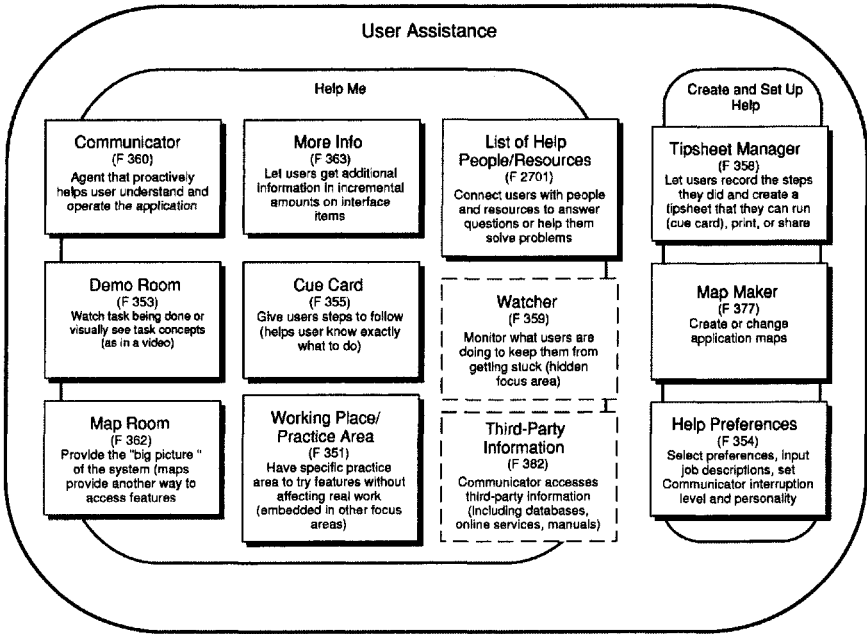 User Assistance
Help Me
Communicator
(F 360)
Agent that proactively
helps user understand and
operate the application
More Info
(F 363)
Let users get additional
information in incremental
amounts on interface
items
List of Help
People/Resources
(F 2701)
Connect users with people
and resources to answer
questions or help them
solve problems
Demo Room
(F 353)
Watch task being done or
visually see task concepts
(as in a video)
Cue Card
(F 355)
Give users steps to follow
(helps user know exactly
what to do)
Watcher
(F 359)
Monitor what users are
doing to keep them from
getting stuck (hidden
focus area)
Map Room
(F 362)
Provide the "big picture "
of the system (maps
provide another way to
access features
Working Place/
Practice Area
(F 351)
Have specific practice
area to try features without
affecting real work
(embedded in other focus
areas)
Third-Party
Information
(F 382)
Communicator accesses
third-party information
(including databases,
online services, manuals)
Create and Set Up
Help
Tipsheet Manager
(F 358)
Let users record the steps
they did and create a
tipsheet that they can run
(cue card), print, or share
Map Maker
(F 377)
Create or change
application maps
Help Preferences
(F 354)
Select preferences, input
job descriptions, set
Communicator interruption
level and personality